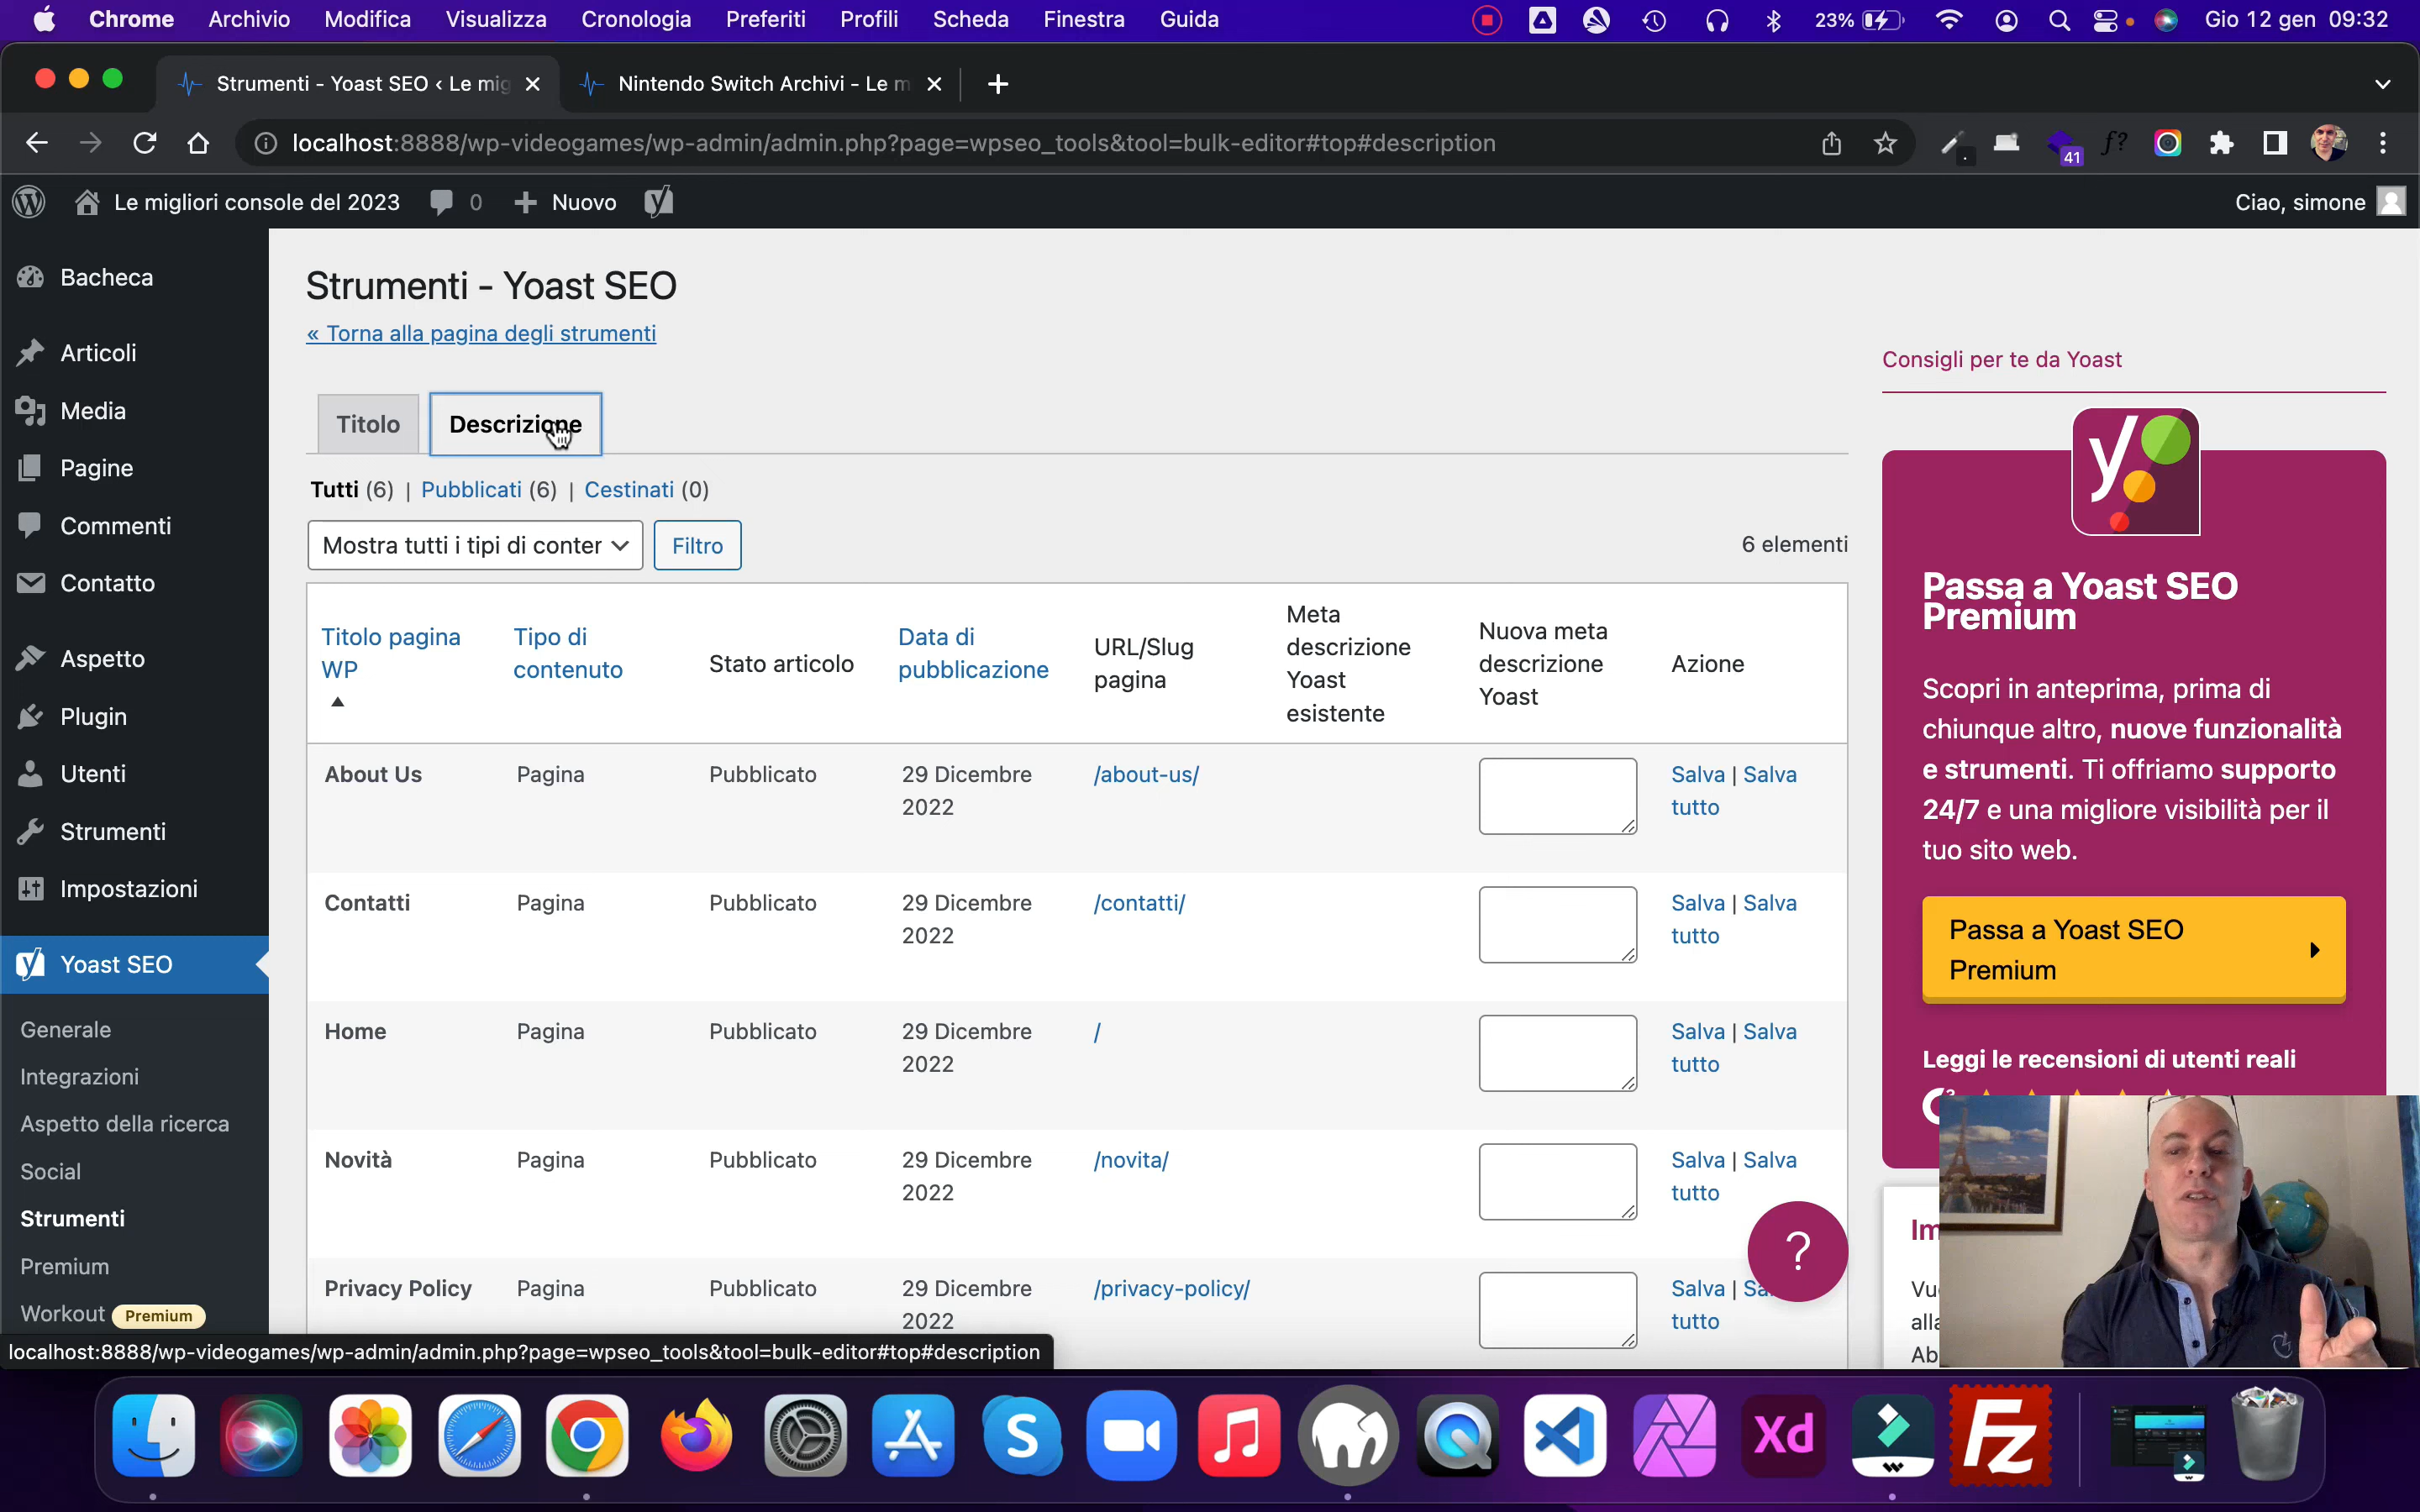 Chrome Archivio Modifica Visualizza Cronologia Preferiti Profili Scheda Finestra Guida 23% Gio 12 gen 09:32
Strumenti - Yoast SEO ‹ Le mig
Nintendo Switch Archivi - Le m
localhost:8888/wp-videogames/wp-admin/admin.php?page=wpseo_tools&tool=bulk-editor#top#description
f?
41
Le migliori console del 2023 0 Nuovo
Ciao, simone
Bacheca
Articoli
Media
Pagine
Commenti
Contatto
Aspetto
Plugin
Utenti
Strumenti
Impostazioni
Yoast SEO
Generale
Integrazioni
Aspetto della ricerca
Social
Strumenti
Premium
Workout Premium
Strumenti - Yoast SEO
« Torna alla pagina degli strumenti
Titolo Descrizione
Tutti (6) | Pubblicati (6) | Cestinati (0)
Mostra tutti i tipi di conter Filtro
6 elementi
Titolo pagina WP
Tipo di contenuto
Stato articolo
Data di pubblicazione
URL/Slug pagina
Meta descrizione Yoast esistente
Nuova meta descrizione Yoast
Azione
About Us Pagina Pubblicato 29 Dicembre 2022 /about-us/ Salva | Salva tutto
Contatti Pagina Pubblicato 29 Dicembre 2022 /contatti/ Salva | Salva tutto
Home Pagina Pubblicato 29 Dicembre 2022 / Salva | Salva tutto
Novità Pagina Pubblicato 29 Dicembre 2022 /novita/ Salva | Salva tutto
Privacy Policy Pagina Pubblicato 29 Dicembre 2022 /privacy-policy/ Salva | Sa tutto
?
Consigli per te da Yoast
y
Passa a Yoast SEO
Premium
Scopri in anteprima, prima di
chiunque altro, nuove funzionalità
e strumenti. Ti offriamo supporto
24/7 e una migliore visibilità per il
tuo sito web.
Passa a Yoast SEO
Premium
Leggi le recensioni di utenti reali
Im
Vu
alla
Ab
localhost:8888/wp-videogames/wp-admin/admin.php?page=wpseo_tools&tool=bulk-editor#top#description
S
Xd
Fz